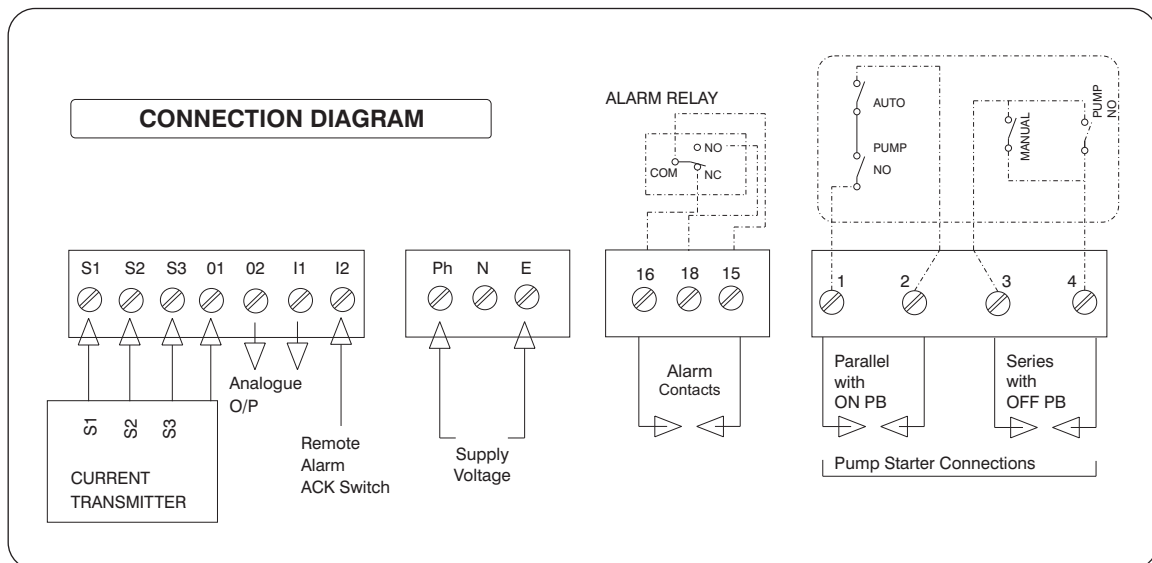 CONNECTION DIAGRAM
ALARM RELAY
NO
COM
NC
AUTO
PUMP
NO
MANUAL
PUMP
NO
S1 S2 S3 01 02 I1 I2
Ph N E
16 18 15
1 2 3 4
Analogue
O/P
Remote
Alarm
ACK Switch
S1 S2 S3
CURRENT
TRANSMITTER
Supply
Voltage
Alarm
Contacts
Parallel
with
ON PB
Series
with
OFF PB
Pump Starter Connections